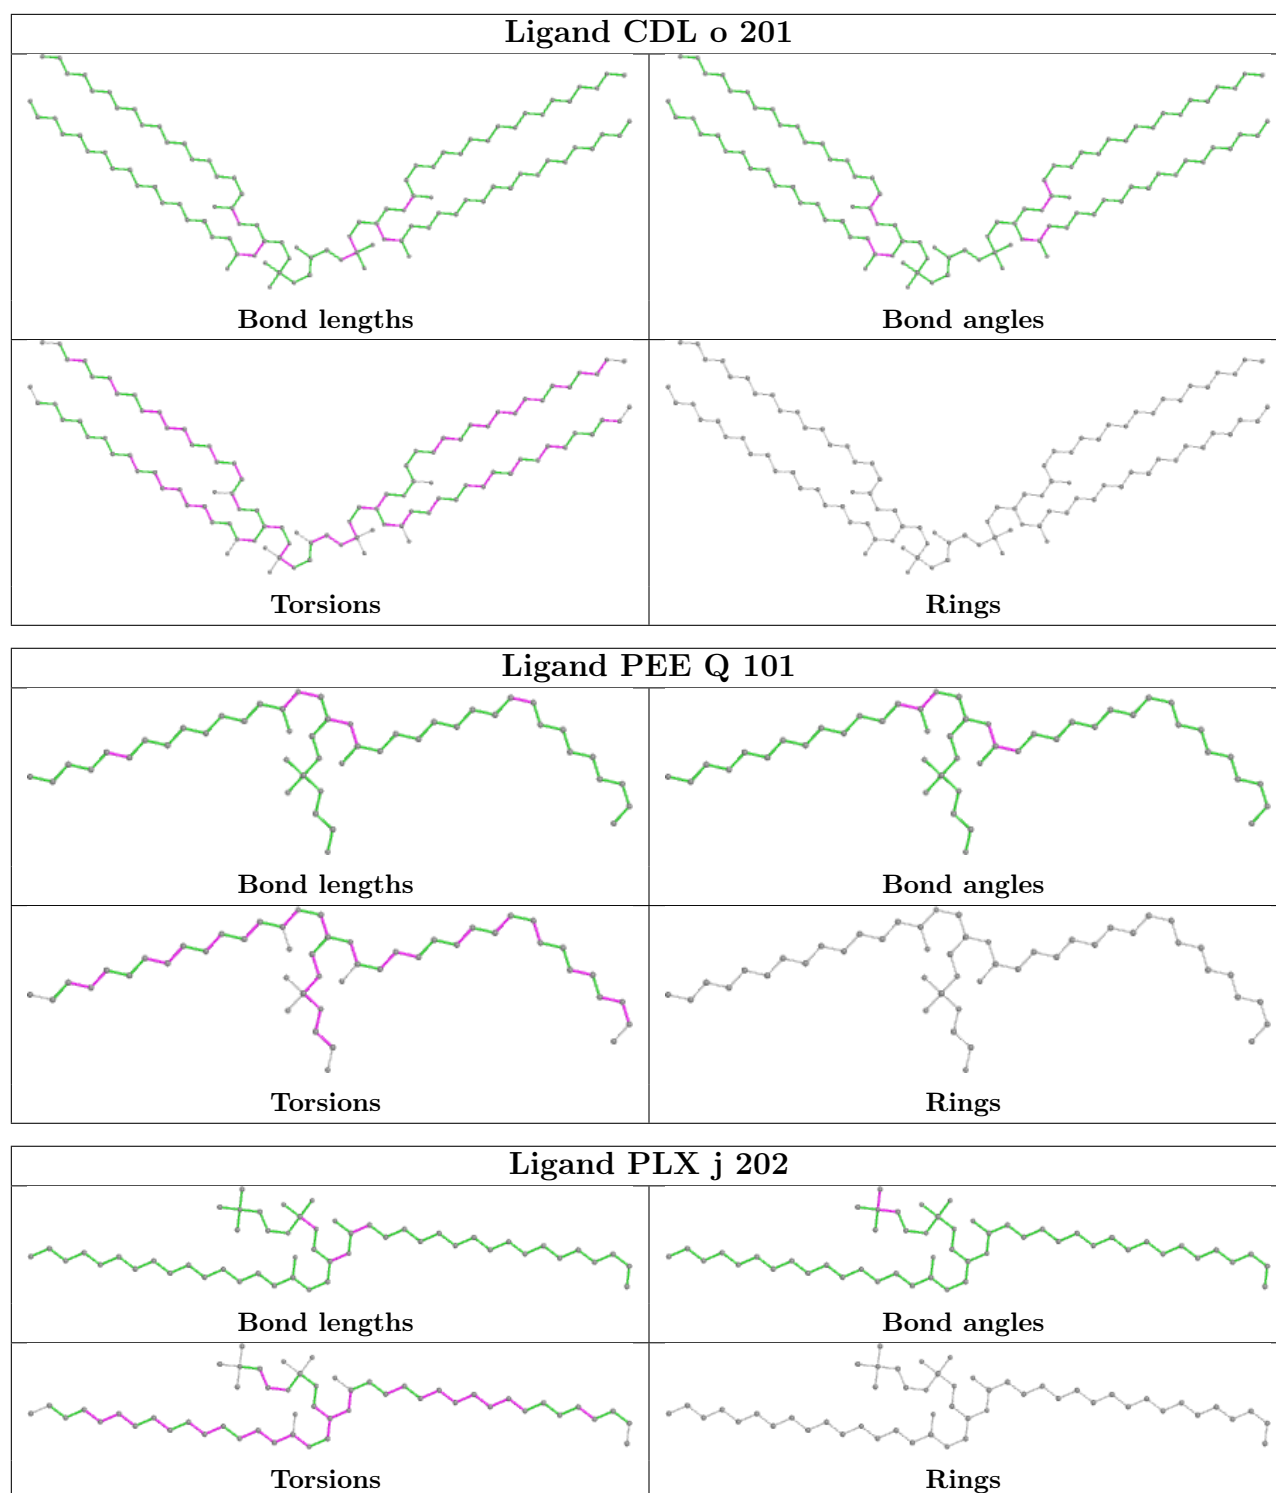 Ligand CDL o 201
Bond lengths
Bond angles
Torsions
Rings
Ligand PEE Q 101
Bond lengths
Bond angles
Torsions
Rings
Ligand PLX j 202
Bond lengths
Bond angles
Torsions
Rings